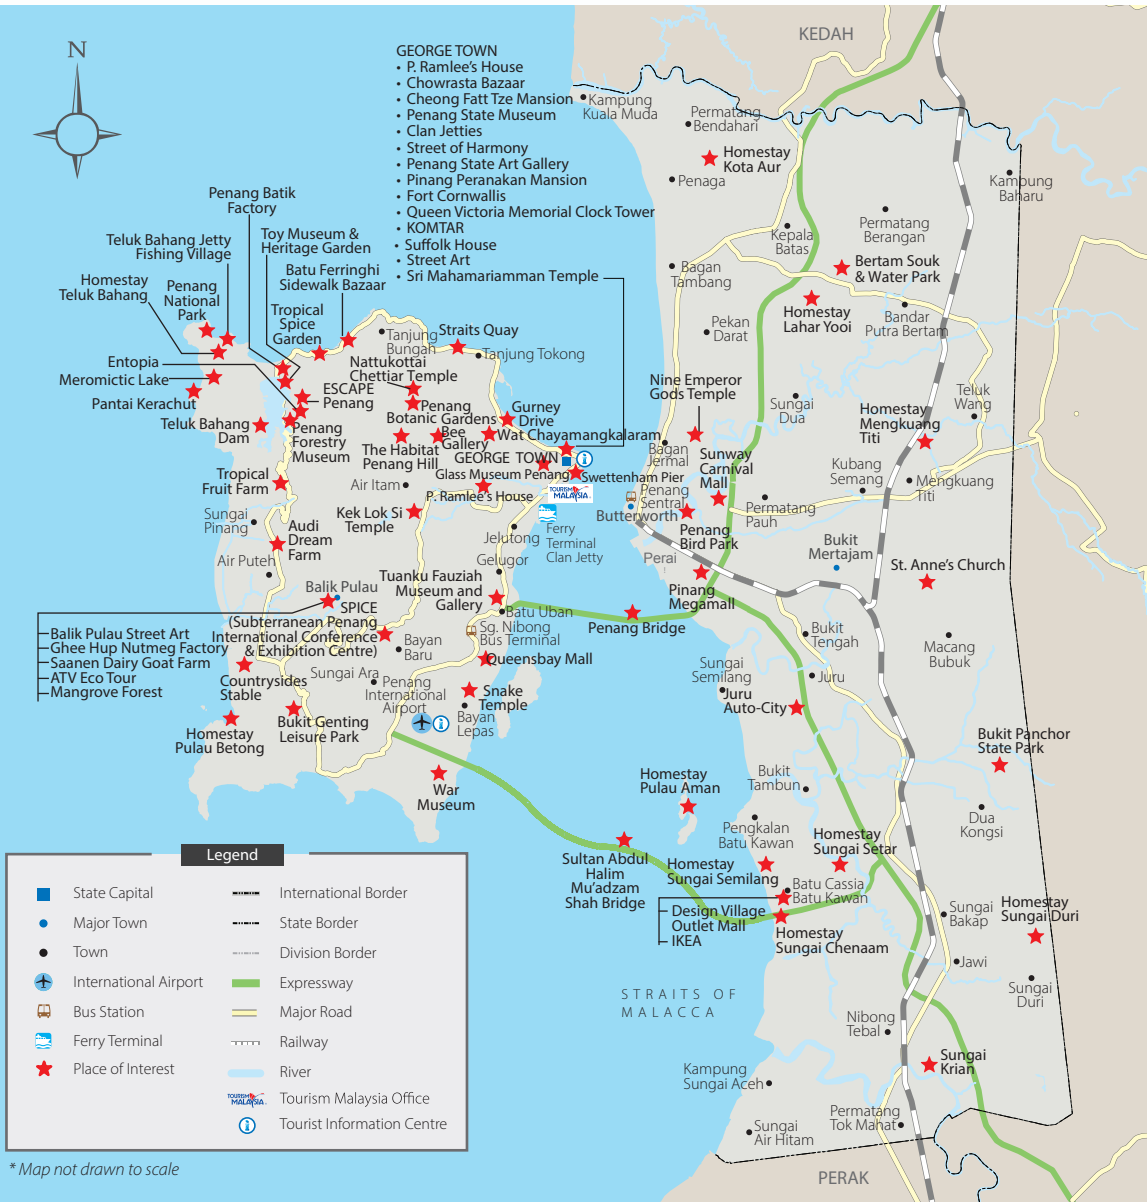 KEDAH
N
GEORGE TOWN
• P. Ramlee's House
• Chowrasta Bazaar
• Cheong Fatt Tze Mansion
• Penang State Museum
• Clan Jetties
• Street of Harmony
• Penang State Art Gallery
• Pinang Peranakan Mansion
• Fort Cornwallis
• Queen Victoria Memorial Clock Tower
• KOMTAR
• Suffolk House
• Street Art
• Sri Mahamariamman Temple
Kampung
Kuala Muda
Permatang
Bendahari
Homestay
Kota Aur
Penaga
Kampung
Baharu
Permatang
Berangan
Kepala
Batas
Bertam Souk
& Water Park
Bagan
Tambang
Homestay
Lahar Yooi
Bandar
Putra Bertam
Pekan
Darat
Penang Batik
Factory
Teluk Bahang Jetty
Fishing Village
Toy Museum &
Heritage Garden
Homestay
Teluk Bahang
Penang
National
Park
Batu Ferringhi
Sidewalk Bazaar
Tropical
Spice
Garden
Tanjung
Bungah
Straits Quay
Tanjung Tokong
Entopia
Meromictic Lake
Pantai Kerachut
Nattukottai
Chettiar Temple
ESCAPE
Penang
Penang
Botanic Gardens
Gurney
Drive
Teluk Bahang
Dam
Penang
Forestry
Museum
Bee
Gallery
Wat Chayamangkalaram
The Habitat
Penang Hill
GEORGE TOWN
Glass Museum Penang
Swettenham Pier
TOURISM
MALAYSIA
Tropical
Fruit Farm
Air Itam
P. Ramlee's House
Kek Lok Si
Temple
Ferry
Terminal
Clan Jetty
Sungai
Pinang
Audi
Dream
Farm
Jelutong
Air Puteh
Gelugor
Balik Pulau
Tuanku Fauziah
Museum and
Gallery
SPICE
(Subterranean Penang
International Conference
& Exhibition Centre)
Batu Uban
Sg. Nibong
Bus Terminal
Penang Bridge
Balik Pulau Street Art
Ghee Hup Nutmeg Factory
Saanen Dairy Goat Farm
ATV Eco Tour
Mangrove Forest
Bayan
Baru
Queensbay Mall
Countrysides
Stable
Sungai Ara
Penang
International
Airport
Snake
Temple
Bayan
Lepas
Homestay
Pulau Betong
Bukit Genting
Leisure Park
War
Museum
Nine Emperor
Gods Temple
Sungai
Dua
Teluk
Wang
Homestay
Mengkuang
Titi
Bagan
Jermal
Sunway
Carnival
Mall
Kubang
Semang
Mengkuang
Titi
Penang
Sentral
Butterworth
Permatang
Pauh
Penang
Bird Park
Bukit
Mertajam
Perai
St. Anne's Church
Pinang
Megamall
Bukit
Tengah
Macang
Bubuk
Sungai
Semilang
Juru
Juru
Auto-City
Bukit Panchor
State Park
Homestay
Pulau Aman
Bukit
Tambun
Dua
Kongsi
Pengkalan
Batu Kawan
Homestay
Sungai Setar
Sultan Abdul
Halim
Mu'adzam
Shah Bridge
Homestay
Sungai Semilang
Batu Cassia
Batu Kawan
Design Village
Outlet Mall
IKEA
Homestay
Sungai Chenaam
Sungai
Bakap
Homestay
Sungai Duri
Jawi
Sungai
Duri
STRAITS OF
MALACCA
Nibong
Tebal
Sungai
Krian
Kampung
Sungai Aceh
Permatang
Tok Mahat
Sungai
Air Hitam
PERAK
Legend
State Capital
Major Town
Town
International Airport
Bus Station
Ferry Terminal
Place of Interest
International Border
State Border
Division Border
Expressway
Major Road
Railway
River
TOURISM
MALAYSIA
Tourism Malaysia Office
Tourist Information Centre
* Map not drawn to scale